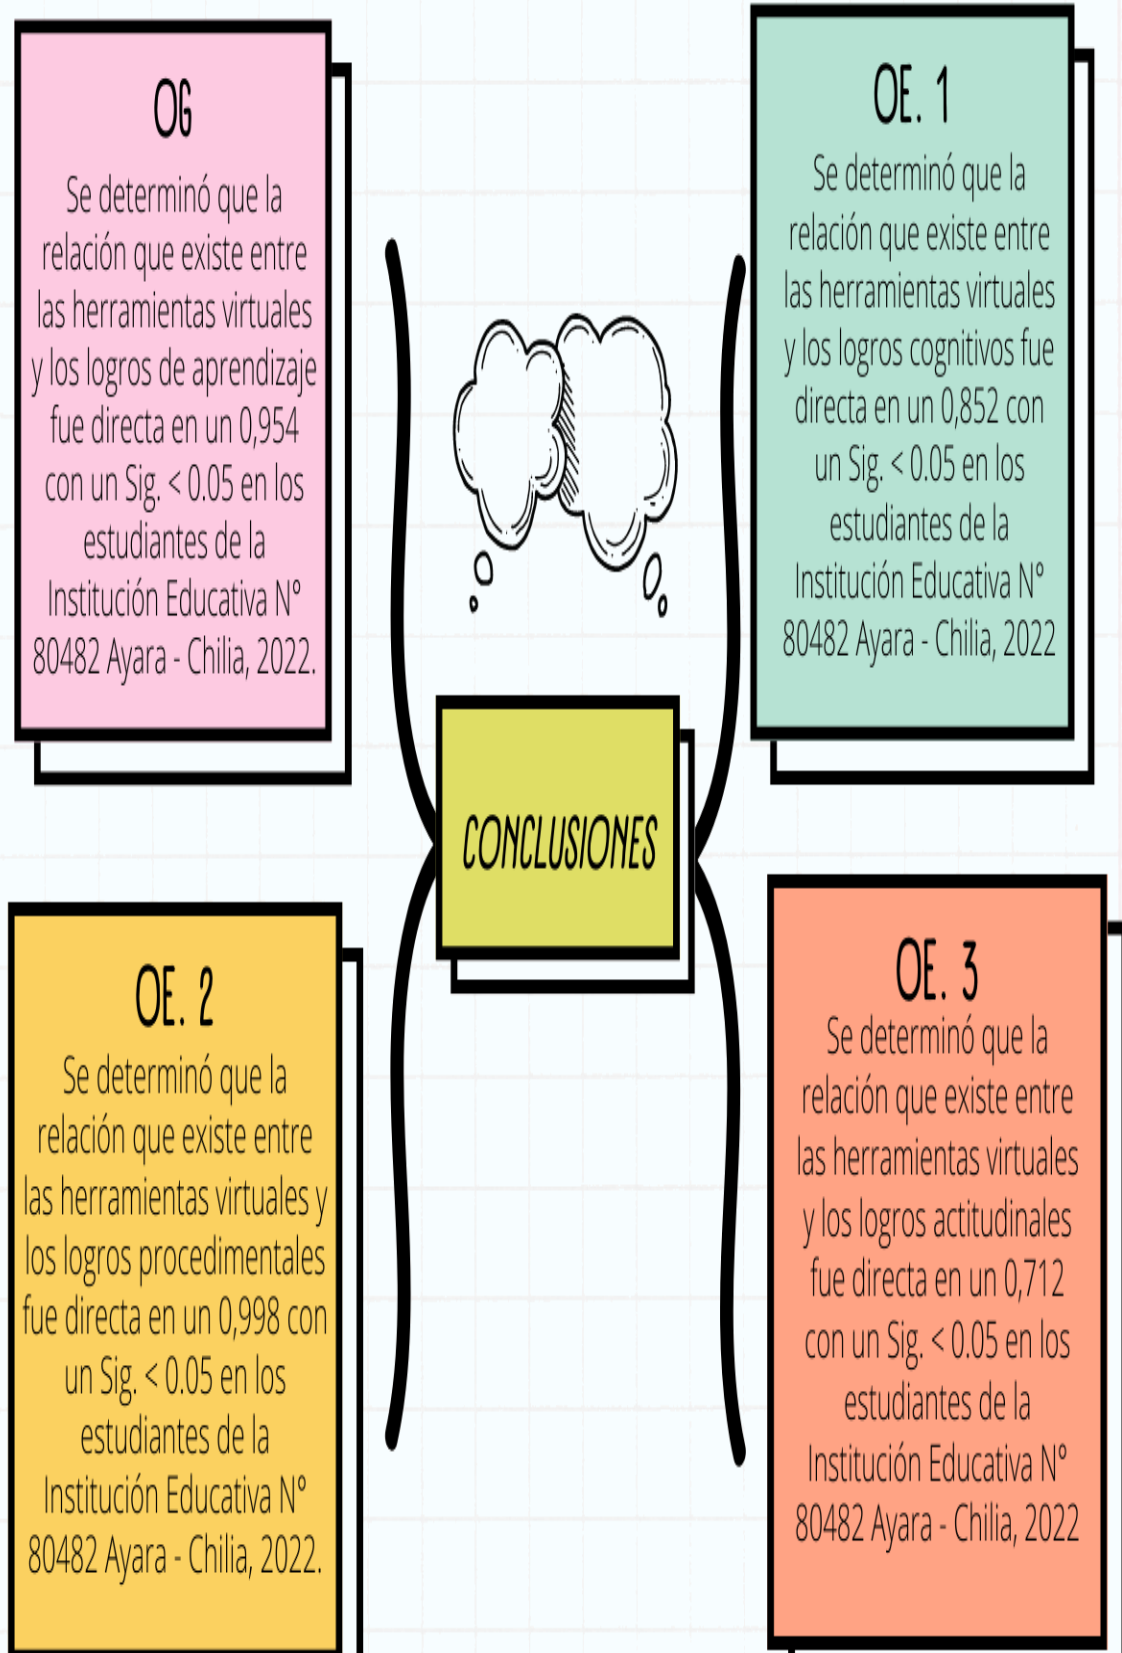 OG
Se determinó que la
relación que existe entre
las herramientas virtuales
y los logros de aprendizaje
fue directa en un 0,954
con un Sig. < 0.05 en los
estudiantes de la
Institución Educativa N°
80482 Ayara - Chilia, 2022.
OE. 1
Se determinó que la
relación que existe entre
las herramientas virtuales
y los logros cognitivos fue
directa en un 0,852 con
un Sig. < 0.05 en los
estudiantes de la
Institución Educativa N°
80482 Ayara - Chilia, 2022
CONCLUSIONES
OE. 2
Se determinó que la
relación que existe entre
las herramientas virtuales y
los logros procedimentales
fue directa en un 0,998 con
un Sig. < 0.05 en los
estudiantes de la
Institución Educativa N°
80482 Ayara - Chilia, 2022.
OE. 3
Se determinó que la
relación que existe entre
las herramientas virtuales
y los logros actitudinales
fue directa en un 0,712
con un Sig. < 0.05 en los
estudiantes de la
Institución Educativa N°
80482 Ayara - Chilia, 2022